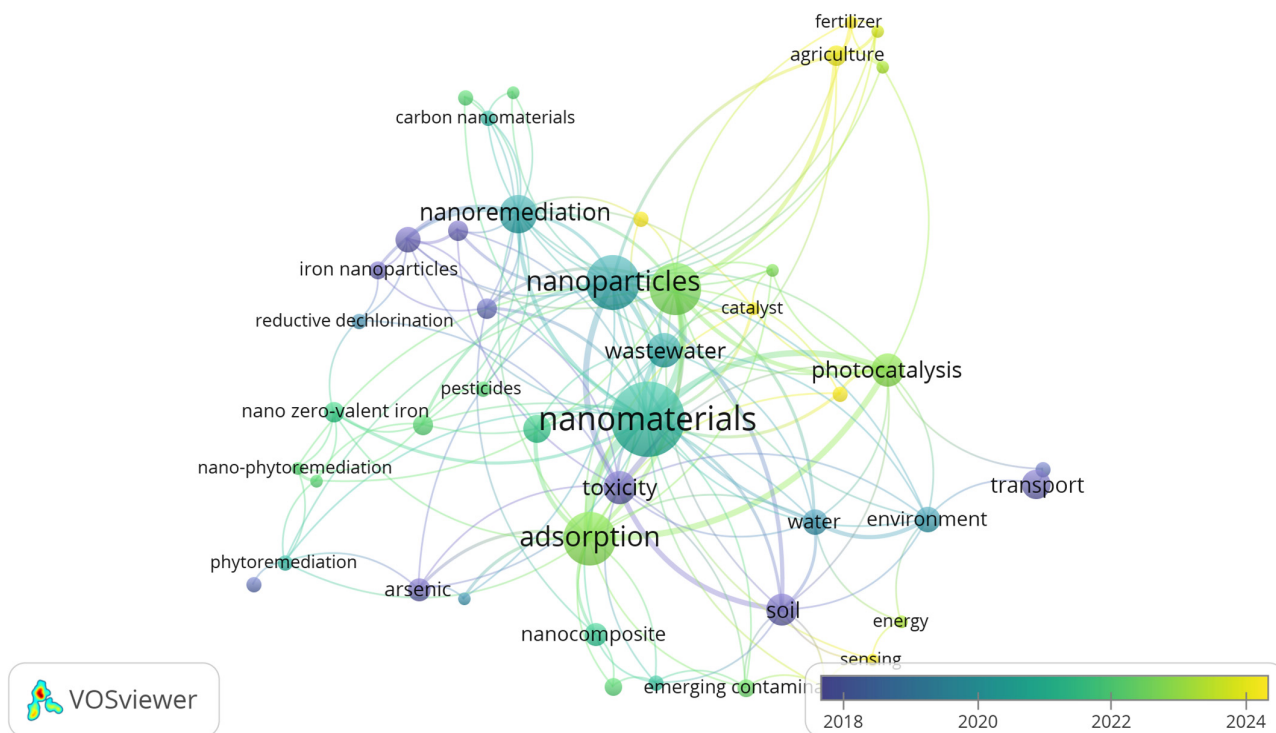 fertilizer
agriculture
carbon nanomaterials
nanoremediation
iron nanoparticles
nanoparticles
catalyst
reductive dechlorination
wastewater
photocatalysis
pesticides
nano zero-valent iron
nanomaterials
nano-phytoremediation
toxicity
transport
water
environment
adsorption
phytoremediation
arsenic
soil
energy
nanocomposite
sensing
emerging contamina
VOSviewer
2018 2020 2022 2024